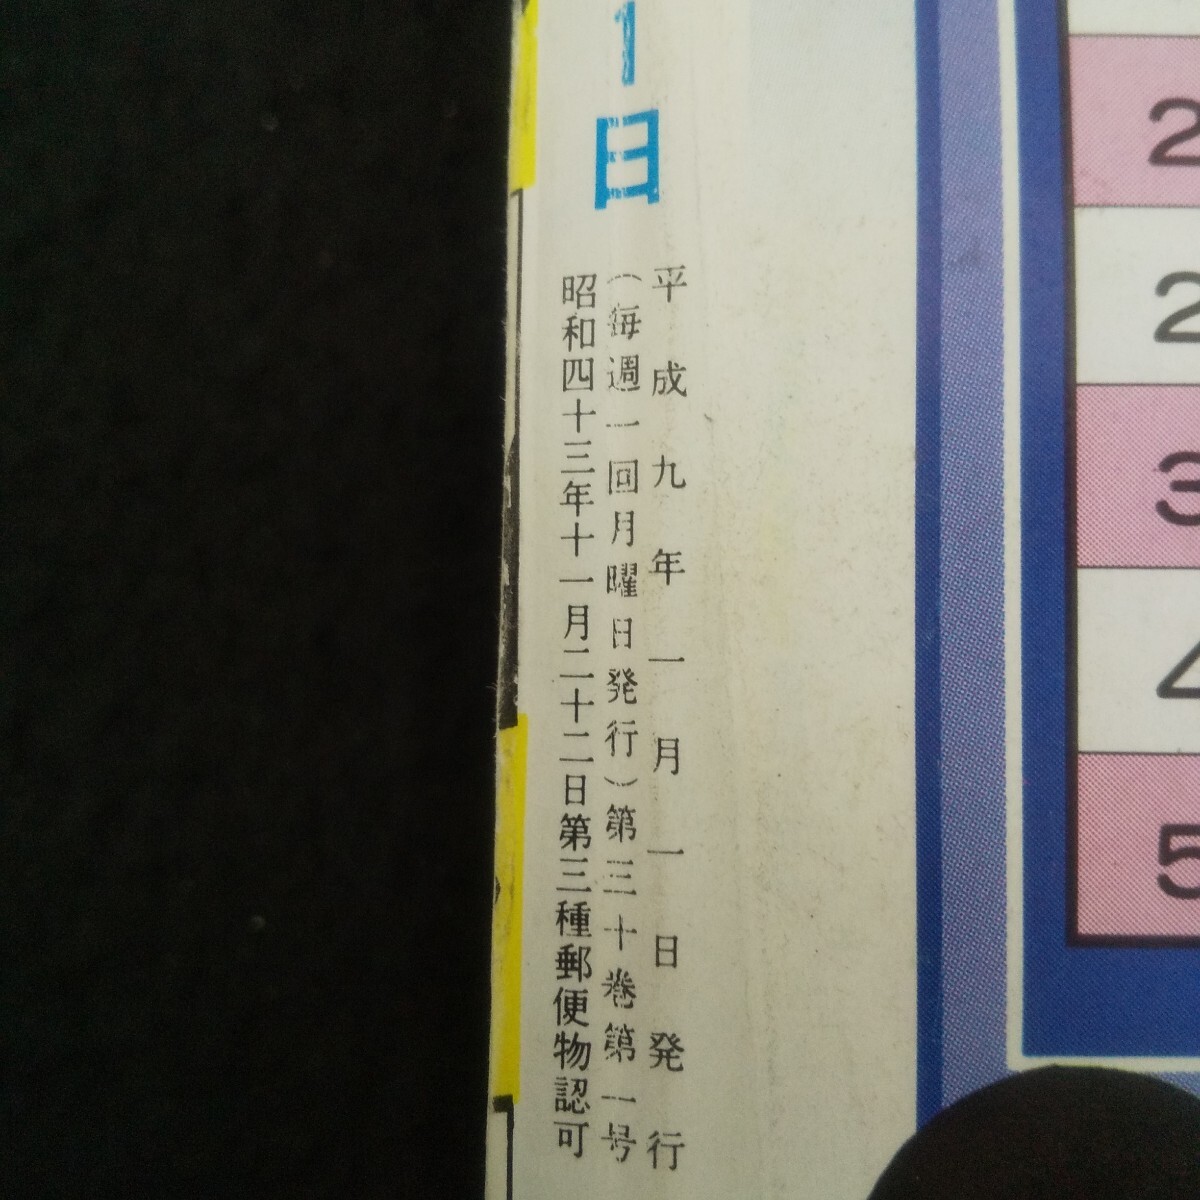 1日
平成九年一月一日発行
(毎週一回月曜日発行)第三十巻第一号
昭和四十三年十一月二十二日第三種郵便物認可
2
2
3
4
5